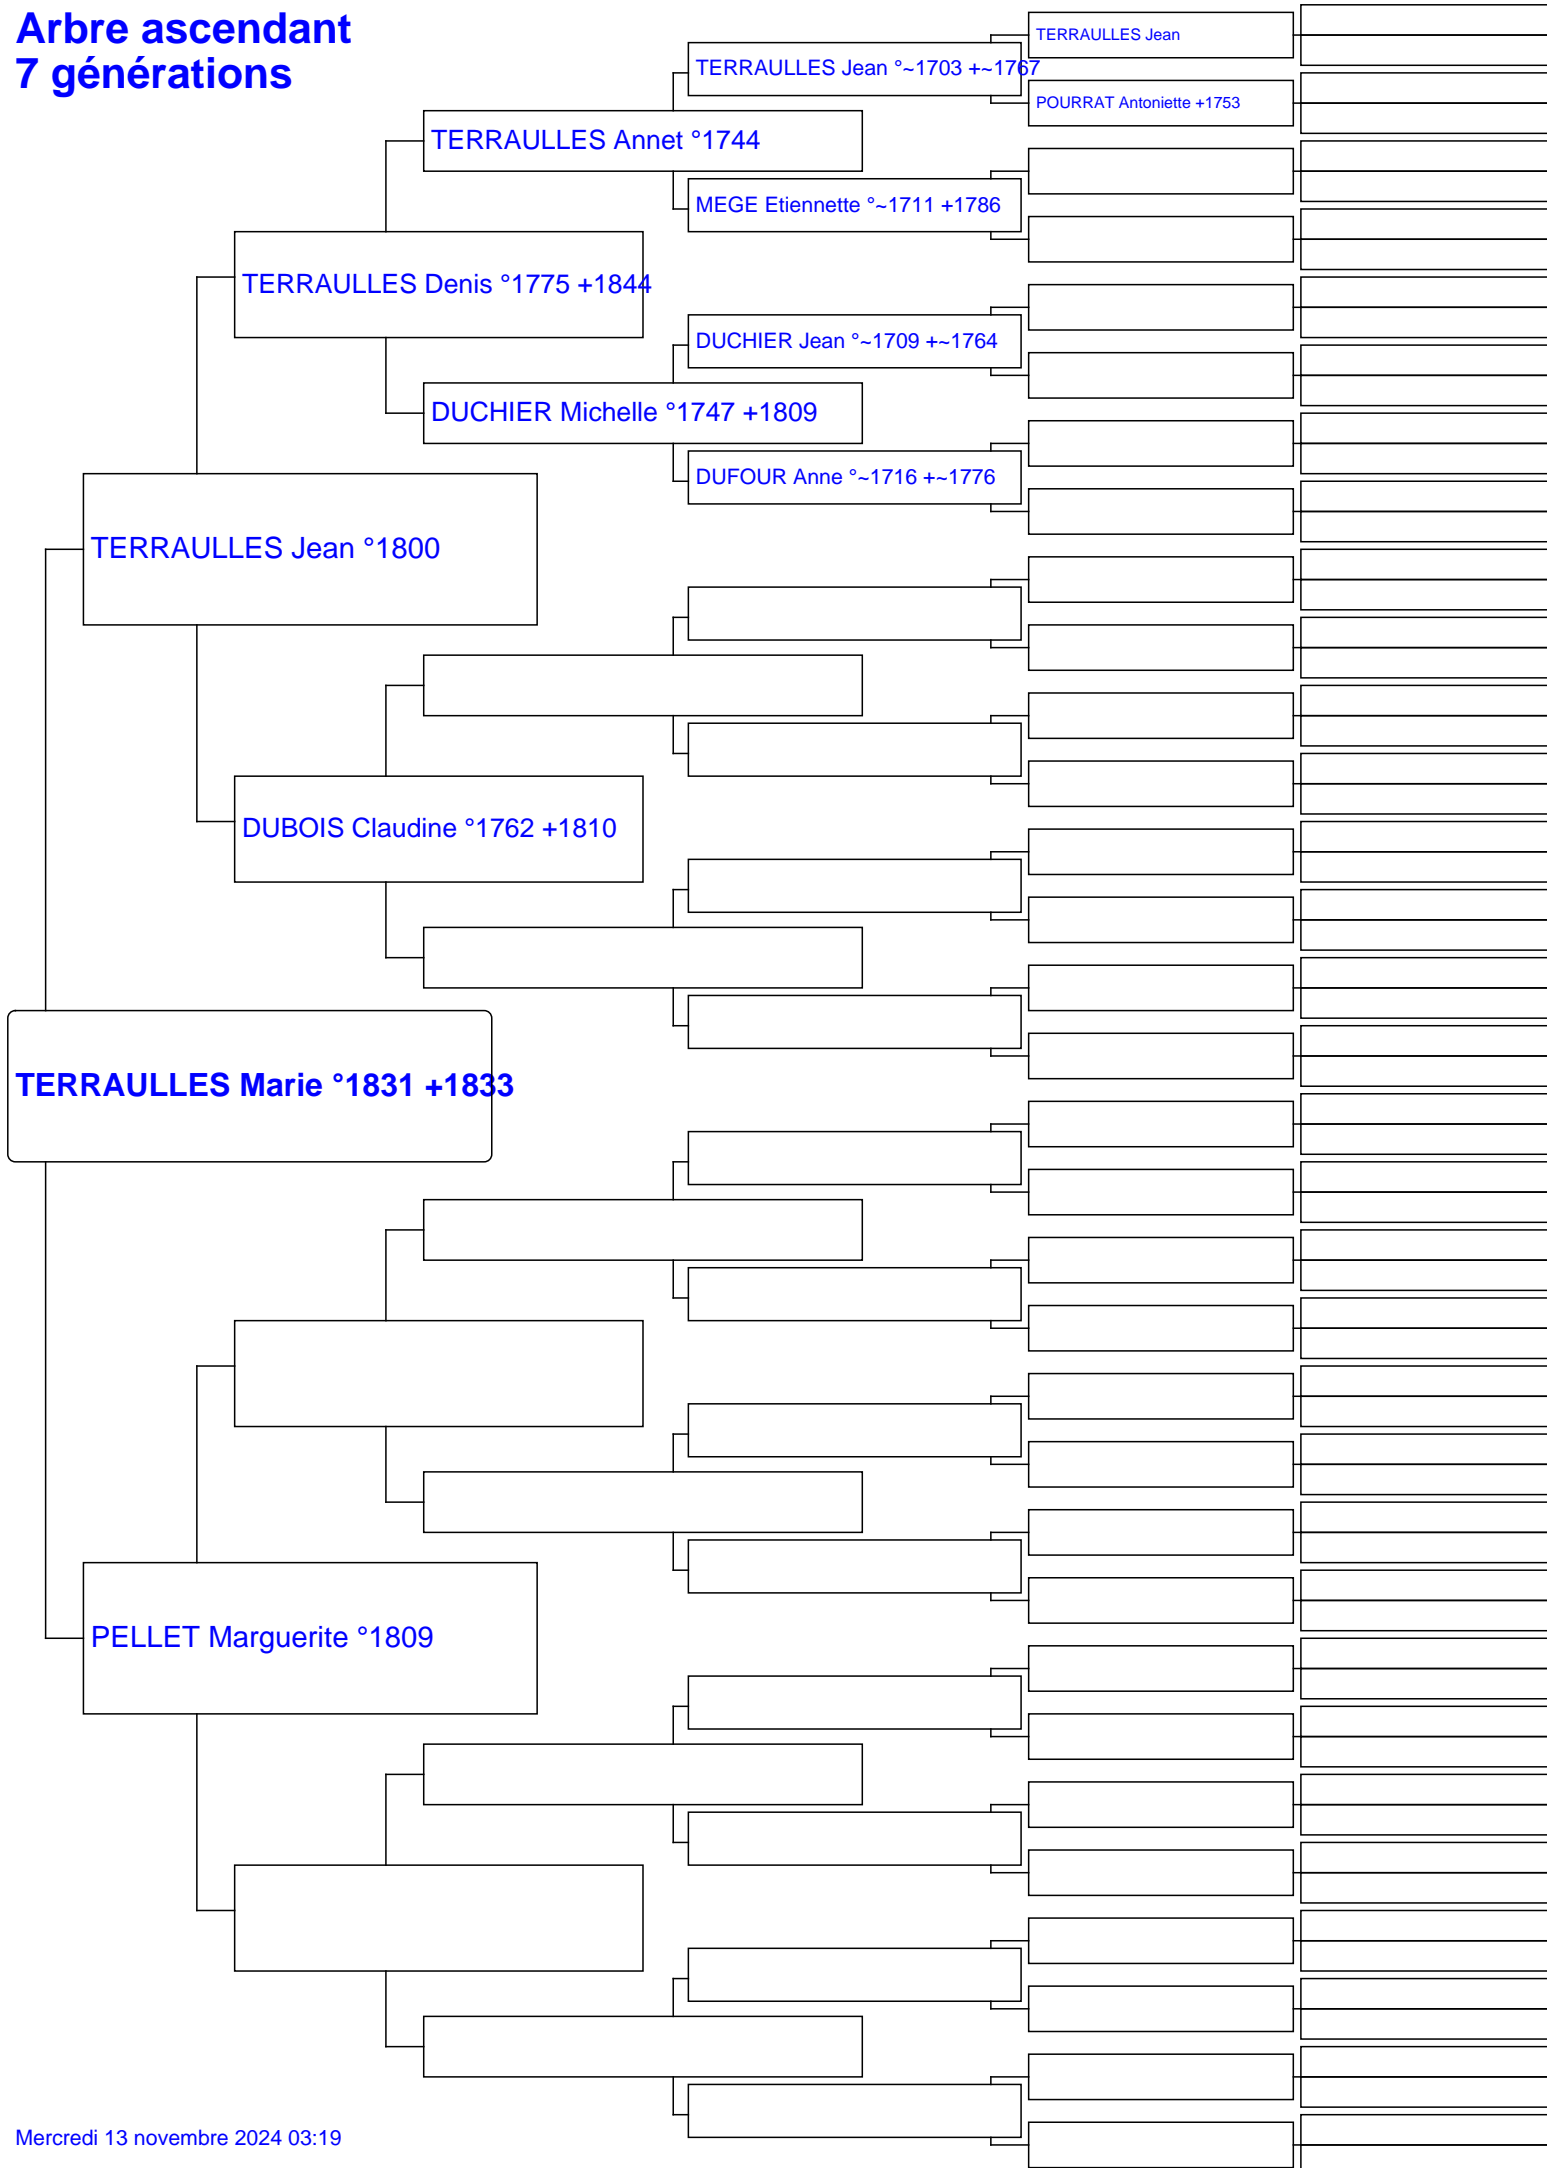 Arbre ascendant
7 générations
TERRAULLES Jean
TERRAULLES Jean °~1703 +~1767
POURRAT Antoniette +1753
TERRAULLES Annet °1744
MEGE Etiennette °~1711 +1786
TERRAULLES Denis °1775 +1844
DUCHIER Jean °~1709 +~1764
DUCHIER Michelle °1747 +1809
DUFOUR Anne °~1716 +~1776
TERRAULLES Jean °1800
DUBOIS Claudine °1762 +1810
TERRAULLES Marie °1831 +1833
PELLET Marguerite °1809
Mercredi 13 novembre 2024 03:19